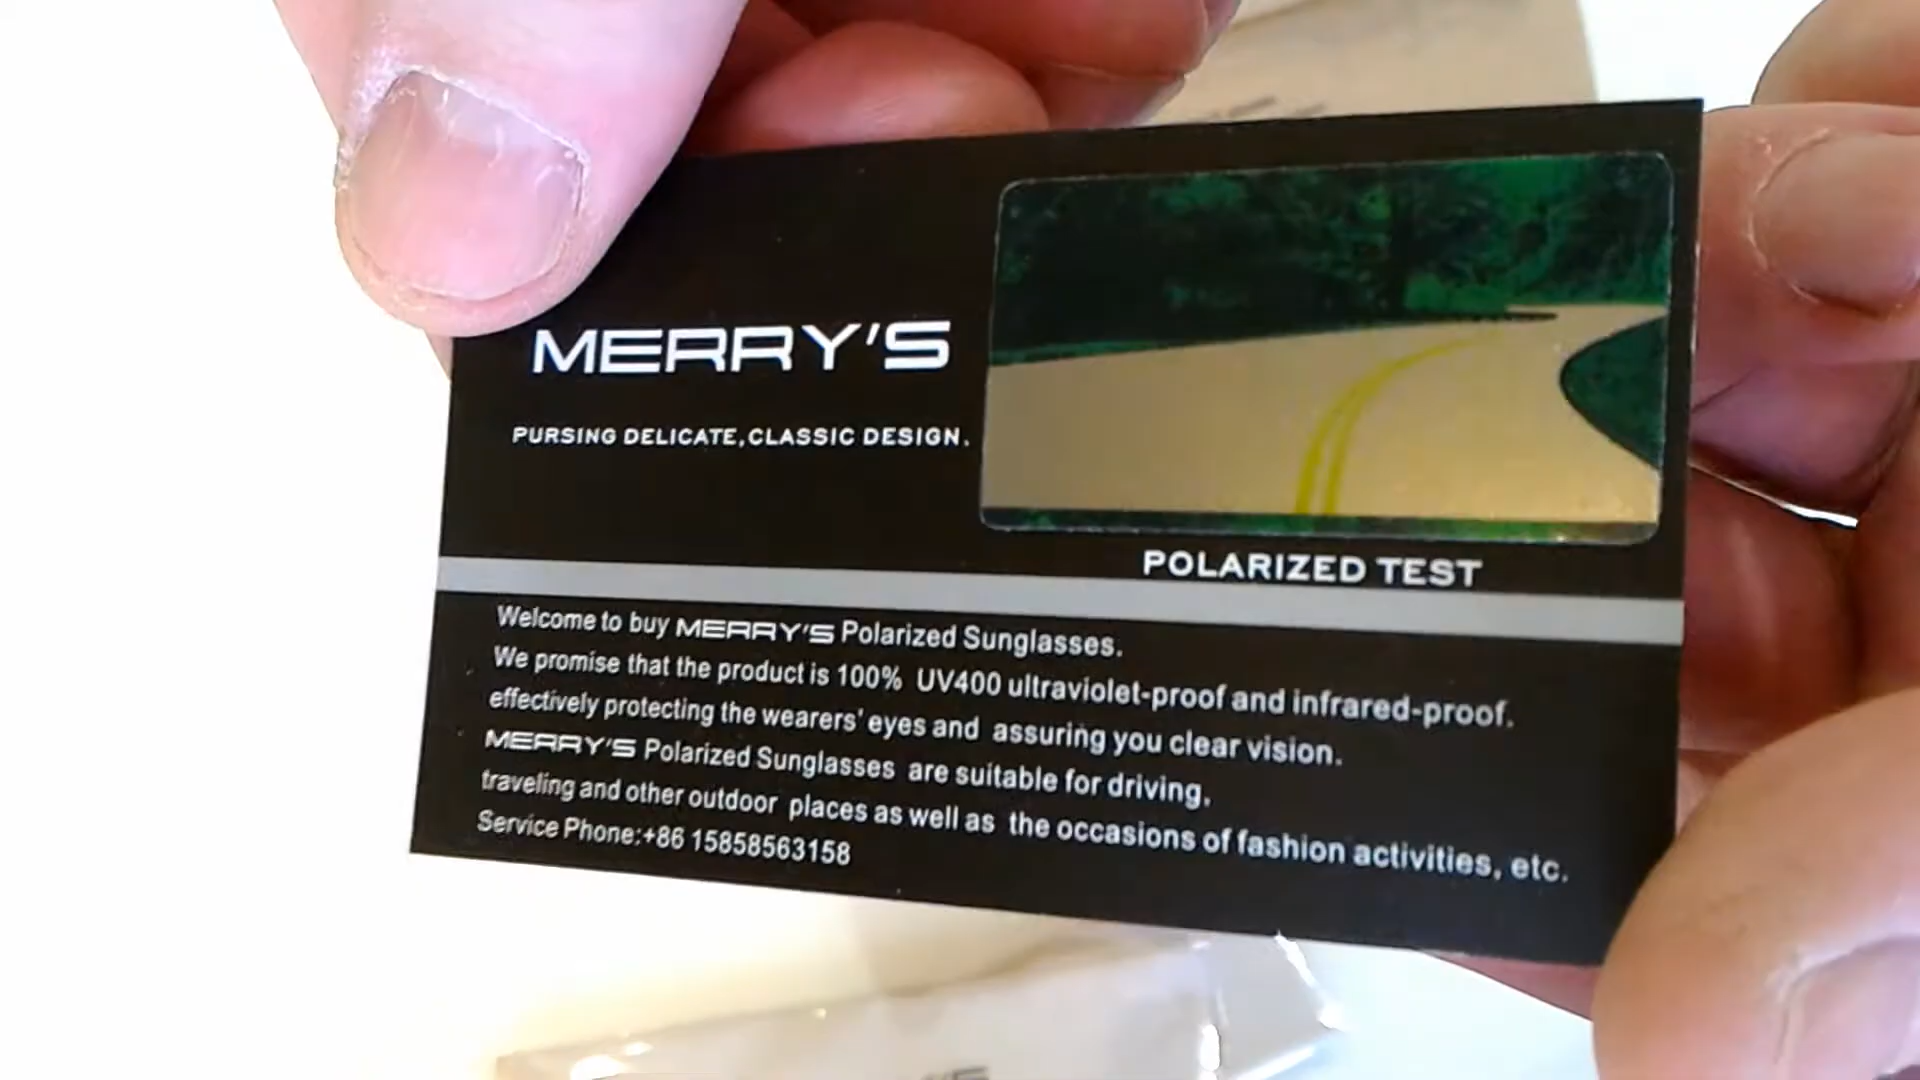 MERRY'S
PURSING DELICATE,CLASSIC DESIGN.
POLARIZED TEST
Welcome to buy MERRY'S Polarized Sunglasses.
We promise that the product is 100% UV400 ultraviolet-proof and infrared-proof.
effectively protecting the wearers' eyes and assuring you clear vision.
MERRY'S Polarized Sunglasses are suitable for driving,
traveling and other outdoor places as well as the occasions of fashion activities, etc.
Service Phone:+86 15858563158